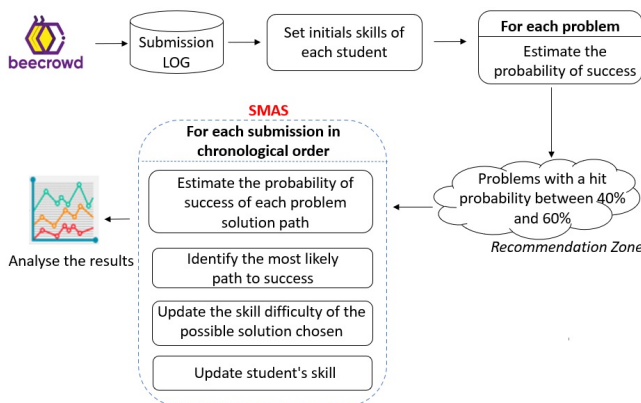 beecrowd
Submission
LOG
Set initials skills of
each student
For each problem
Estimate the
probability of success
Problems with a hit
probability between 40%
and 60%
Recommendation Zone
SMAS
For each submission in
chronological order
Estimate the probability of
success of each problem
solution path
Identify the most likely
path to success
Update the skill difficulty of the
possible solution chosen
Update student's skill
Analyse the results